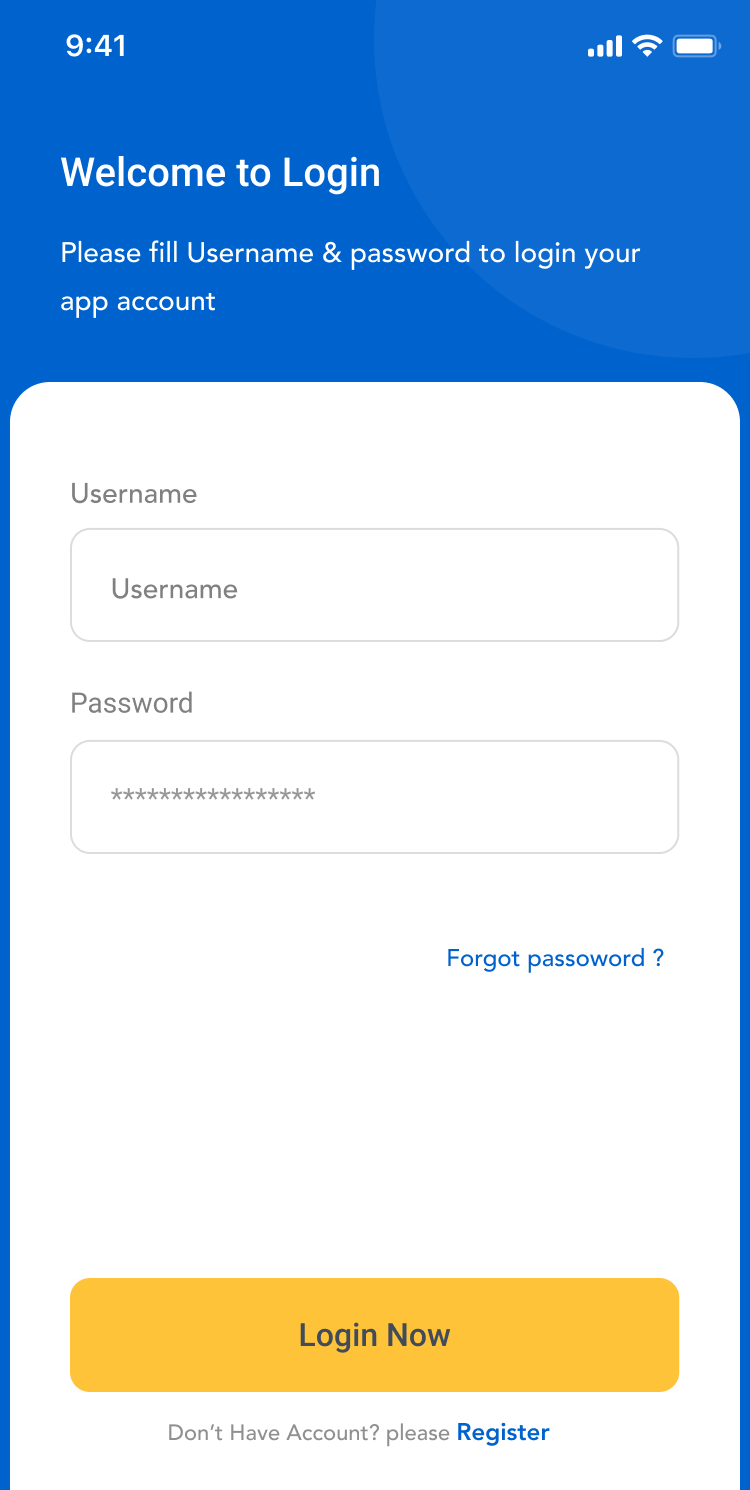 9:41
Welcome to Login
Please fill Username & password to login your
app account
Username
Username
Password
*****************
Forgot passoword ?
Login Now
Don’t Have Account? please Register